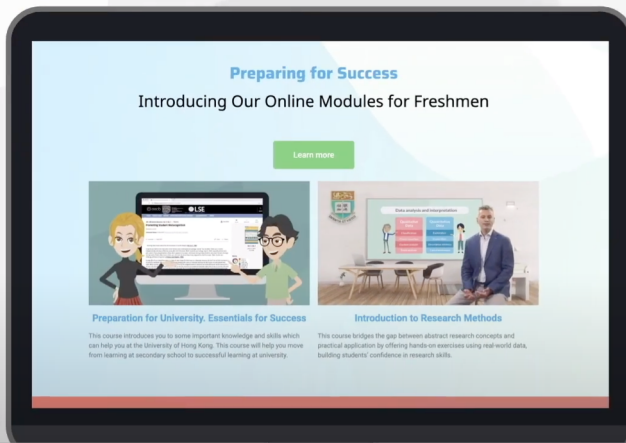 Preparing for Success
Introducing Our Online Modules for Freshmen
Learn more
LSE
Data analysis and interpretation
Preparation for University. Essentials for Success
Introduction to Research Methods
This course introduces you to some important knowledge and skills which
can help you at the University of Hong Kong. This course will help you move
from learning at secondary school to successful learning at university.
This course bridges the gap between abstract research concepts and
practical application by offering hands-on exercises using real-world data,
building students' confidence in research skills.